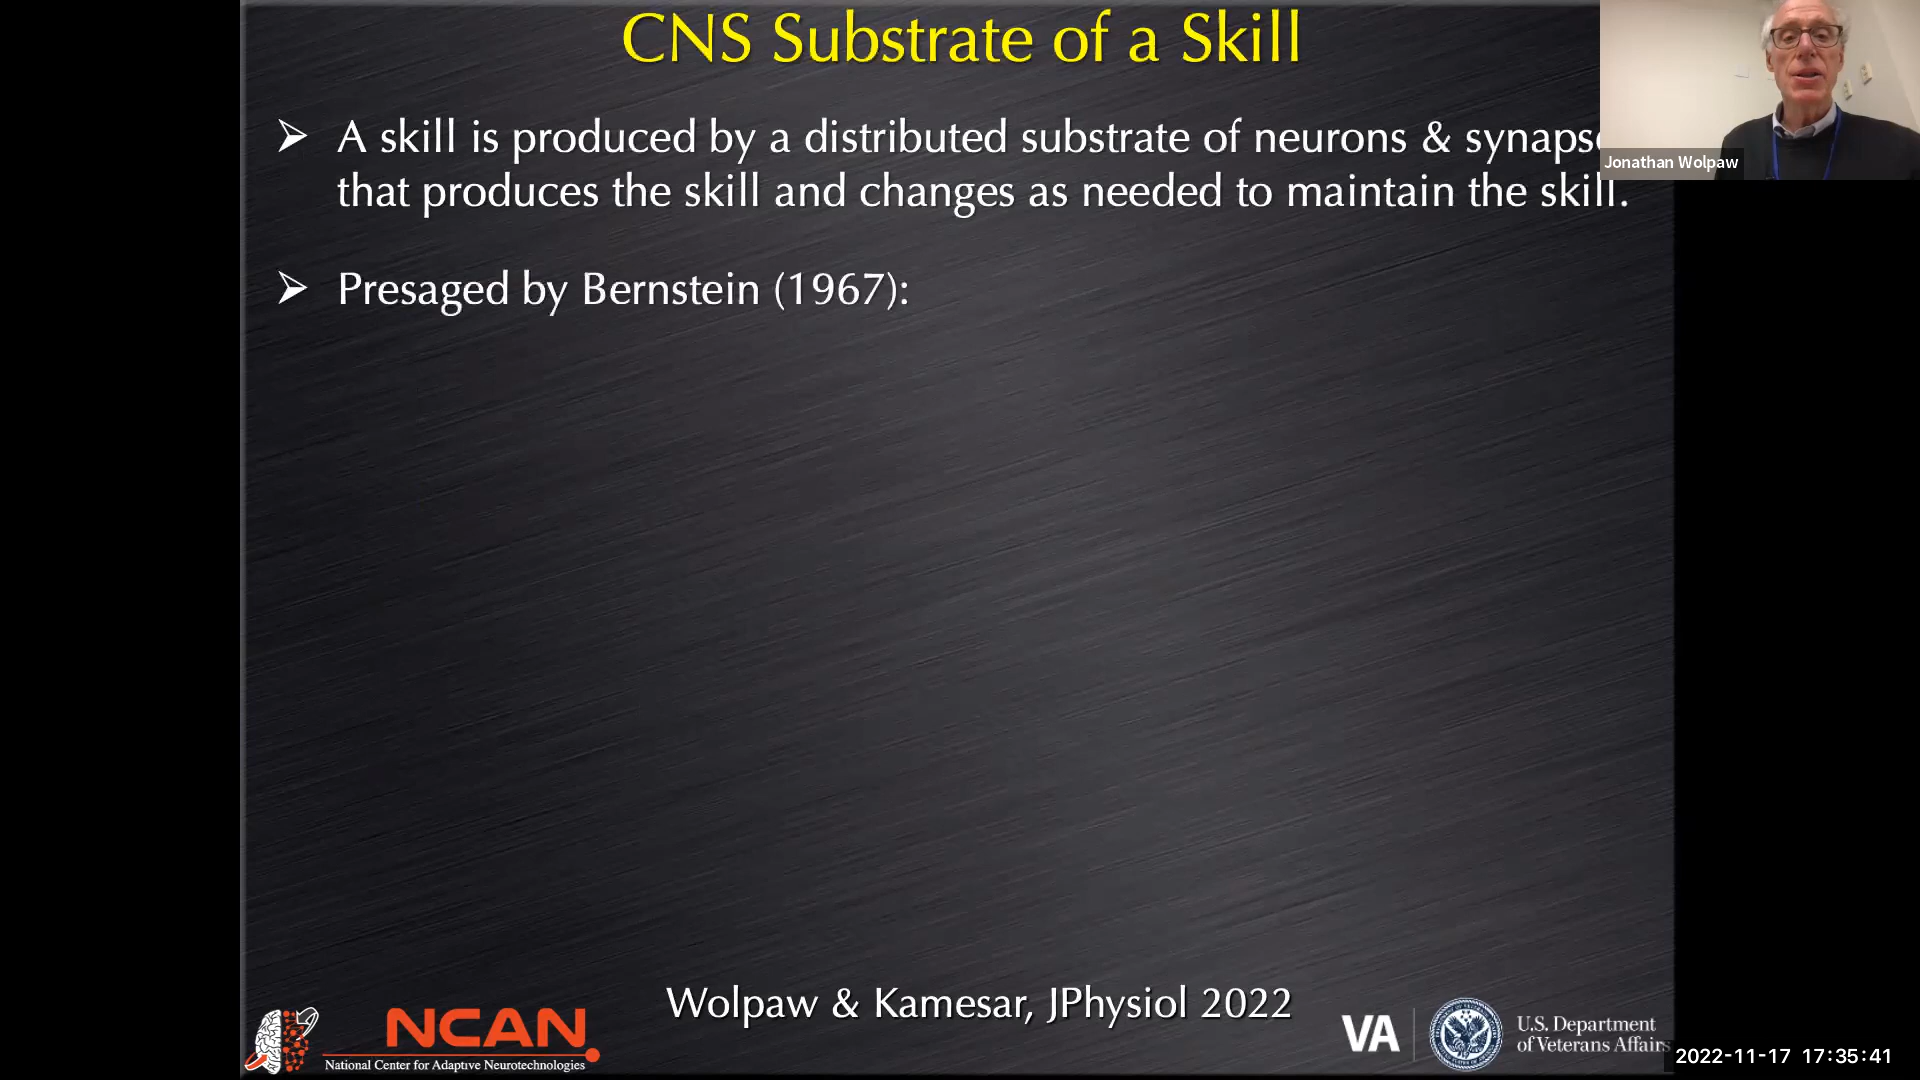 CNS Substrate of a Skill
➢ A skill is produced by a distributed substrate of neurons & synaps
that produces the skill and changes as needed to maintain the skill.
➢ Presaged by Bernstein (1967):
Jonathan Wolpaw
Wolpaw & Kamesar, JPhysiol 2022
NCAN
National Center for Adaptive Neurotechnologies
VA
U.S. Department
of Veterans Affairs
2022-11-17 17:35:41